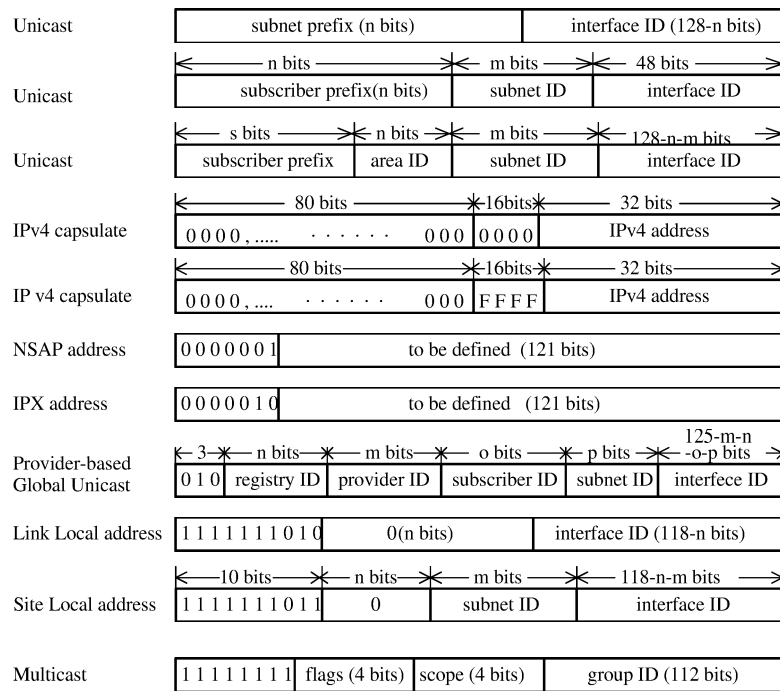 Unicast subnet prefix (n bits) interface ID (128-n bits)
n bits m bits 48 bits
Unicast subscriber prefix(n bits) subnet ID interface ID
s bits n bits m bits 128-n-m bits
Unicast subscriber prefix area ID subnet ID interface ID
80 bits 16bits 32 bits
IPv4 capsulate 0 0 0 0 , ..... · · · · · · 0 0 0 0 0 0 0 IPv4 address
80 bits 16bits 32 bits
IP v4 capsulate 0 0 0 0 , .... · · · · · · 0 0 0 F F F F IPv4 address
NSAP address 0 0 0 0 0 0 1 to be defined (121 bits)
IPX address 0 0 0 0 0 1 0 to be defined (121 bits)
3 n bits m bits o bits p bits 125-m-n
-o-p bits
Provider-based
Global Unicast 0 1 0 registry ID provider ID subscriber ID subnet ID interfece ID
Link Local address 1 1 1 1 1 1 1 0 1 0 0(n bits) interface ID (118-n bits)
10 bits n bits m bits 118-n-m bits
Site Local address 1 1 1 1 1 1 1 0 1 1 0 subnet ID interface ID
Multicast 1 1 1 1 1 1 1 1 flags (4 bits) scope (4 bits) group ID (112 bits)